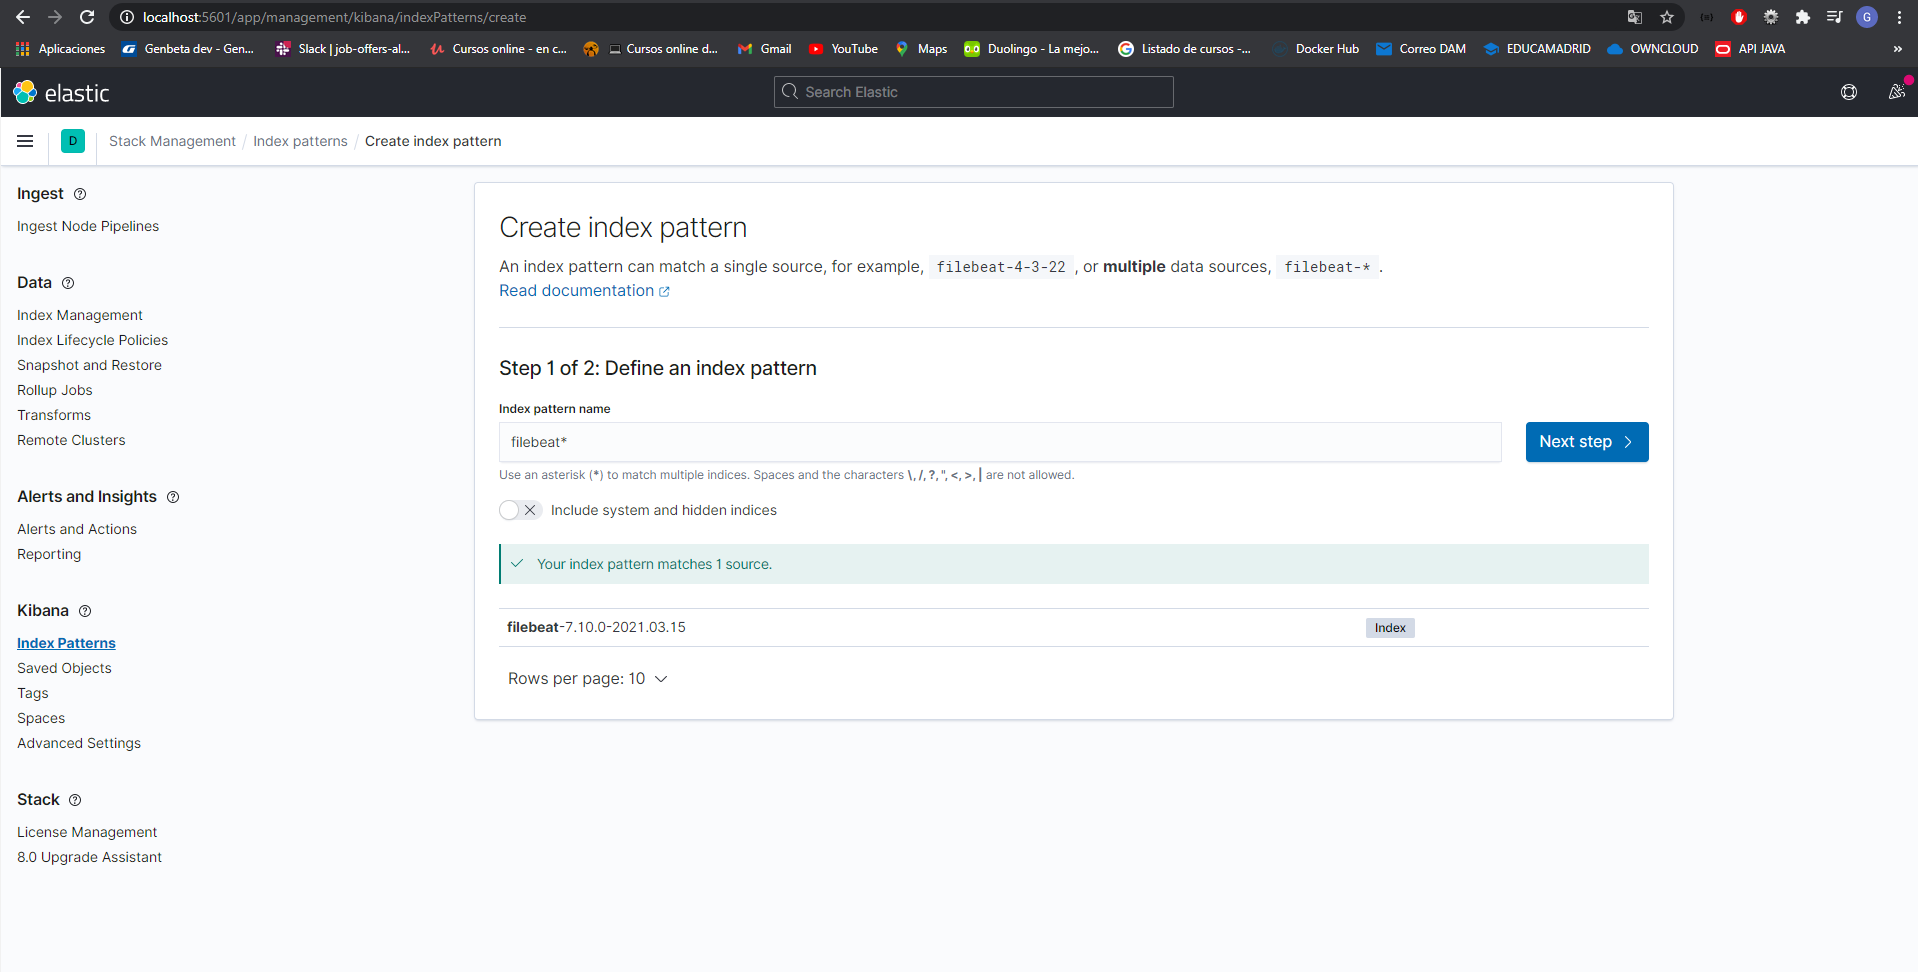 localhost:5601/app/management/kibana/indexPatterns/create
Aplicaciones Genbeta dev - Gen... Slack | job-offers-al... Cursos online - en c... Cursos online d... Gmail YouTube Maps Duolingo - La mejo... Listado de cursos -... Docker Hub Correo DAM EDUCAMADRID OWNCLOUD API JAVA »
G
elastic
Search Elastic
D Stack Management / Index patterns / Create index pattern
Ingest
Ingest Node Pipelines
Data
Index Management
Index Lifecycle Policies
Snapshot and Restore
Rollup Jobs
Transforms
Remote Clusters
Alerts and Insights
Alerts and Actions
Reporting
Kibana
Index Patterns
Saved Objects
Tags
Spaces
Advanced Settings
Stack
License Management
8.0 Upgrade Assistant
Create index pattern
An index pattern can match a single source, for example, filebeat-4-3-22 , or multiple data sources, filebeat-* .
Read documentation
Step 1 of 2: Define an index pattern
Index pattern name
filebeat*
Next step
Use an asterisk (*) to match multiple indices. Spaces and the characters \, /, ?, ", <, >, | are not allowed.
Include system and hidden indices
Your index pattern matches 1 source.
filebeat-7.10.0-2021.03.15 Index
Rows per page: 10